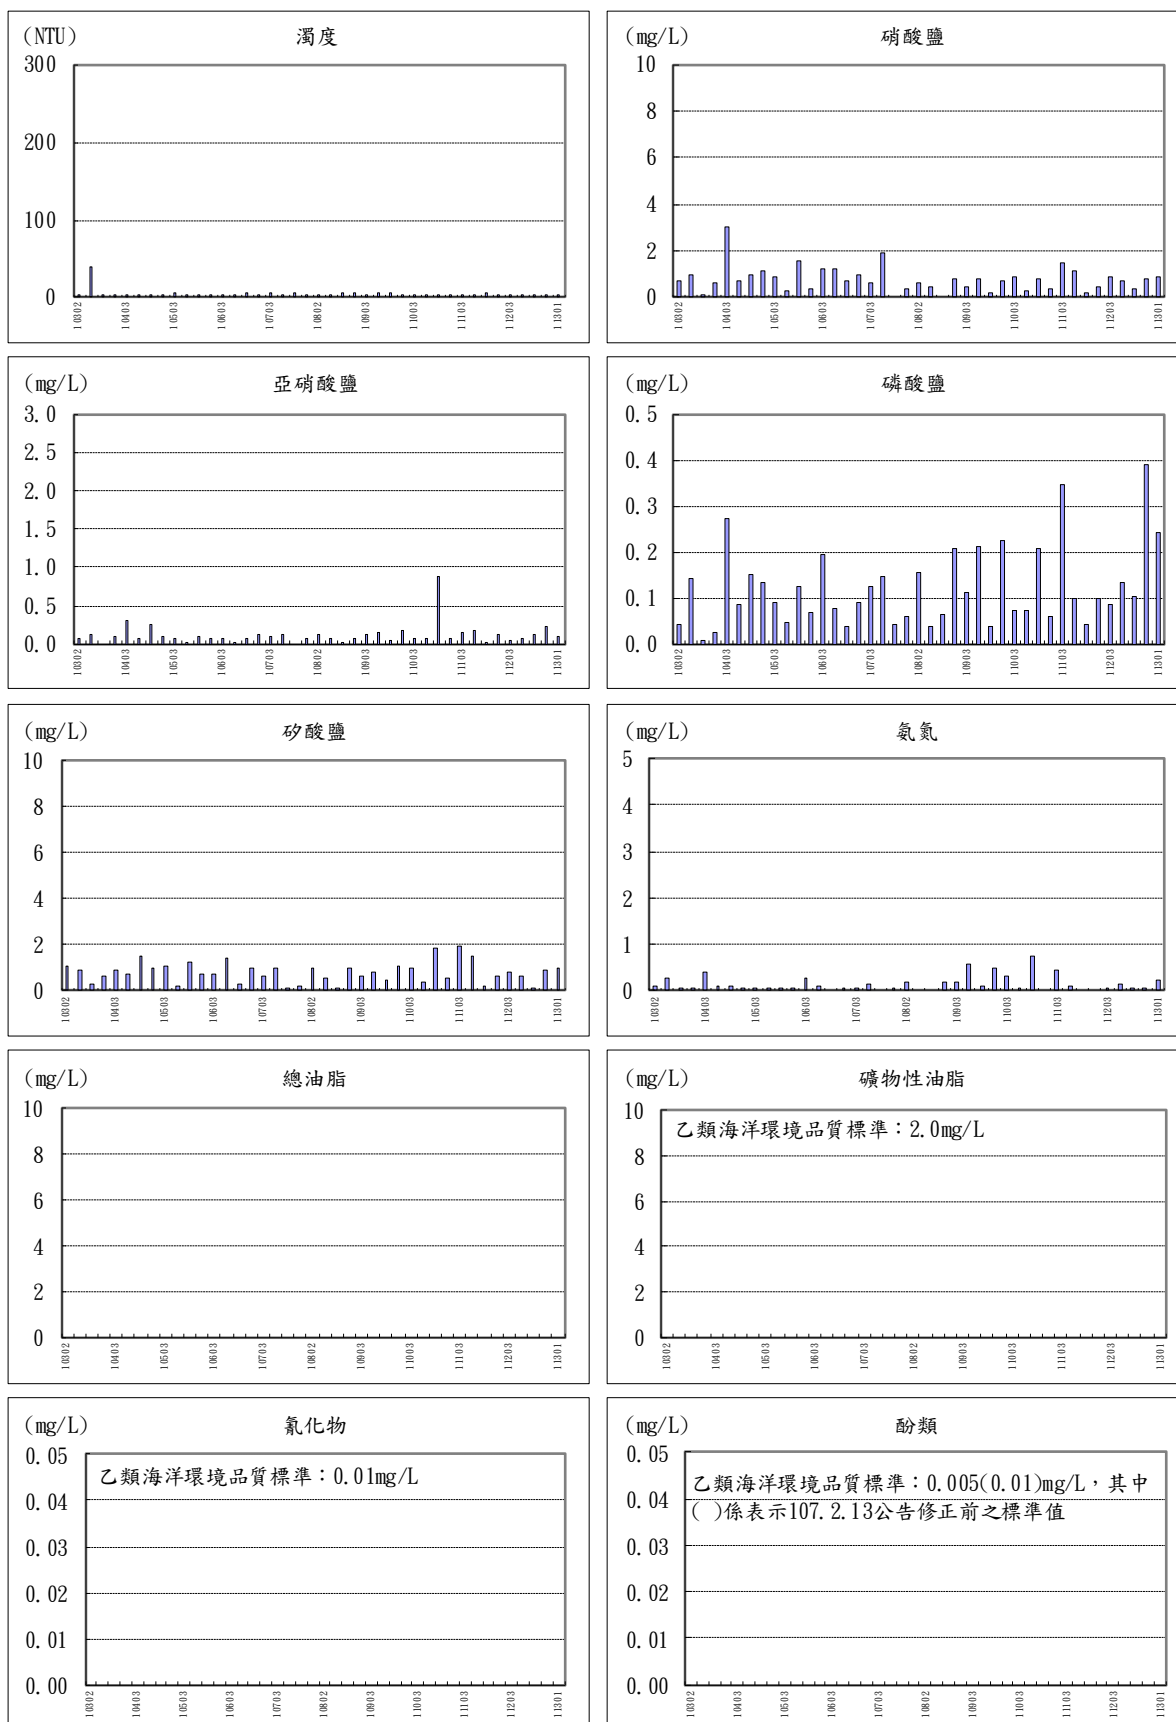 (NTU) 濁度
300
200
100
0
10302 10403 10503 10603 10703 10802 10903 11003 11103 11203 11301
(mg/L) 硝酸鹽
10
8
6
4
2
0
10302 10403 10503 10603 10703 10802 10903 11003 11103 11203 11301
(mg/L) 亞硝酸鹽
3.0
2.5
2.0
1.5
1.0
0.5
0.0
10302 10403 10503 10603 10703 10802 10903 11003 11103 11203 11301
(mg/L) 磷酸鹽
0.5
0.4
0.3
0.2
0.1
0
10302 10403 10503 10603 10703 10802 10903 11003 11103 11203 11301
(mg/L) 矽酸鹽
10
8
6
4
2
0
10302 10403 10503 10603 10703 10802 10903 11003 11103 11203 11301
(mg/L) 氨氮
5
4
3
2
1
0
10302 10403 10503 10603 10703 10802 10903 11003 11103 11203 11301
(mg/L) 總油脂
10
8
6
4
2
0
10302 10403 10503 10603 10703 10802 10903 11003 11103 11203 11301
(mg/L) 礦物性油脂
乙類海洋環境品質標準：2.0mg/L
10
8
6
4
2
0
10302 10403 10503 10603 10703 10802 10903 11003 11103 11203 11301
(mg/L) 氰化物
乙類海洋環境品質標準：0.01mg/L
0.05
0.04
0.03
0.02
0.01
0.00
10302 10403 10503 10603 10703 10802 10903 11003 11103 11203 11301
(mg/L) 酚類
乙類海洋環境品質標準：0.005(0.01)mg/L，其中
( )係表示107.2.13公告修正前之標準值
0.05
0.04
0.03
0.02
0.01
0.00
10302 10403 10503 10603 10703 10802 10903 11003 11103 11203 11301